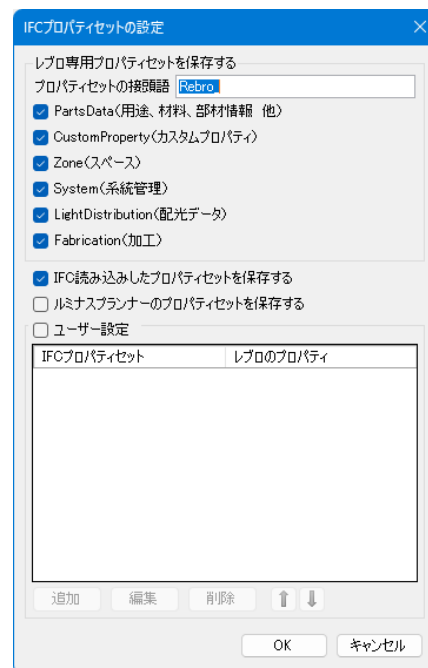 IFCプロパティセットの設定
レブロ専用プロパティセットを保存する
プロパティセットの接頭語 Rebro_
PartsData(用途、材料、部材情報 他)
CustomProperty(カスタムプロパティ)
Zone(スペース)
System(系統管理)
LightDistribution(配光データ)
Fabrication(加工)
IFC読み込みしたプロパティセットを保存する
ルミナスプランナーのプロパティセットを保存する
ユーザー設定
IFCプロパティセット レブロのプロパティ
追加 編集 削除
OK キャンセル